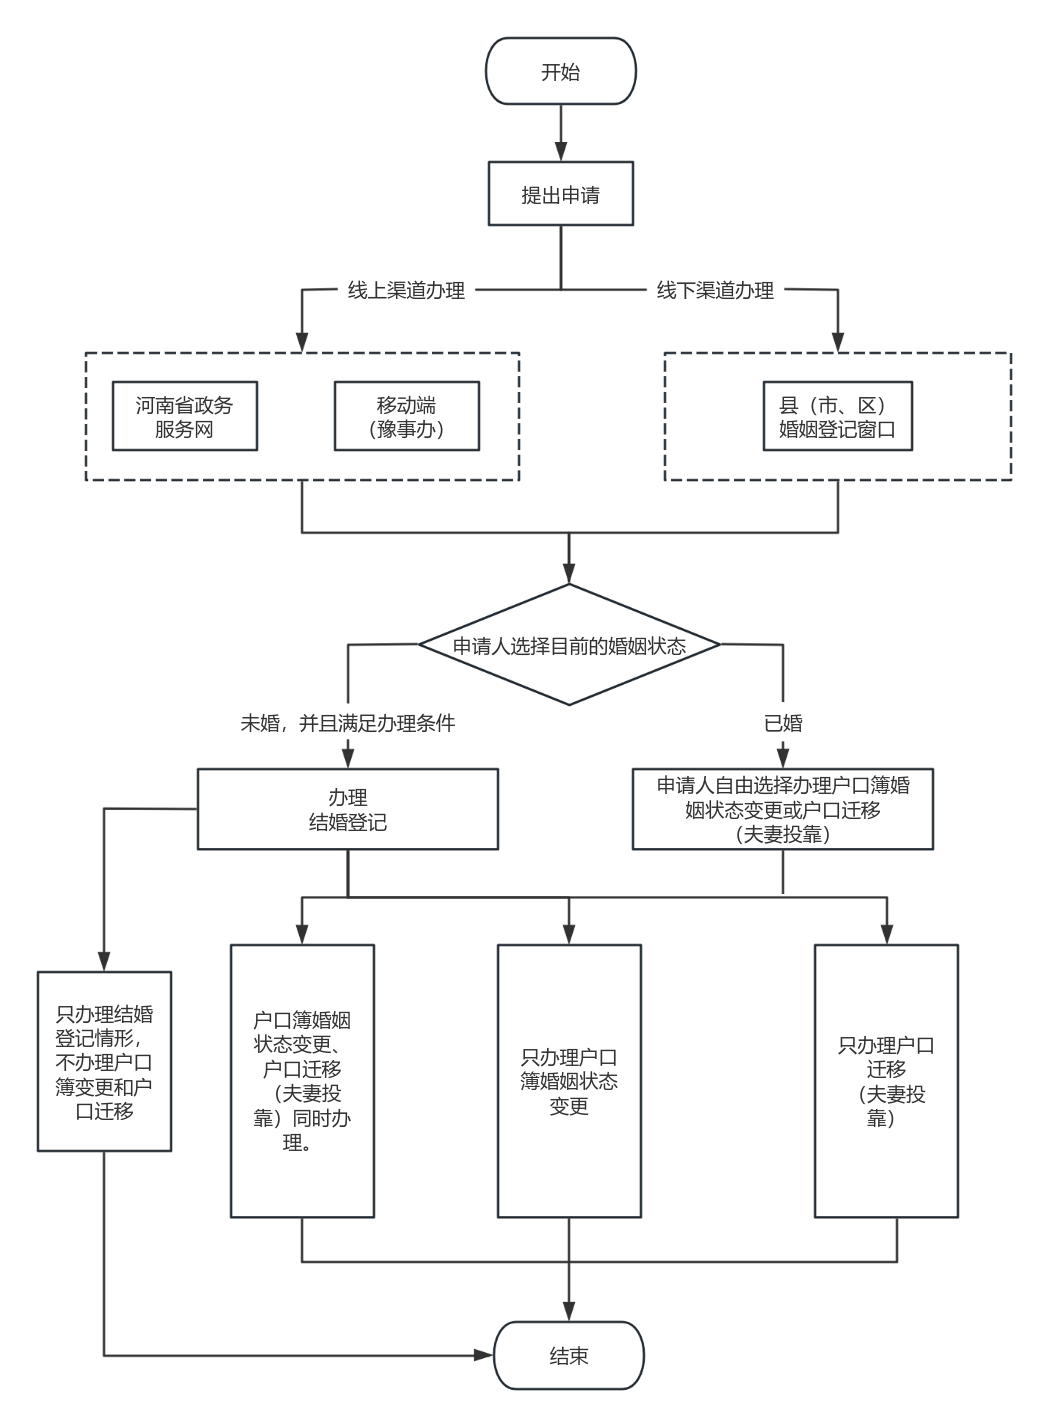 开始
提出申请
线上渠道办理
线下渠道办理
河南省政务
服务网
移动端
（豫事办）
县（市、区）
婚姻登记窗口
申请人选择目前的婚姻状态
未婚，并且满足办理条件
已婚
办理
结婚登记
申请人自由选择办理户口簿婚
姻状态变更或户口迁移
（夫妻投靠）
只办理结婚
登记情形，
不办理户口
簿变更和户
口迁移
户口簿婚姻
状态变更、
户口迁移
（夫妻投
靠）同时办
理。
只办理户口
簿婚姻状态
变更
只办理户口
迁移
（夫妻投
靠）
结束